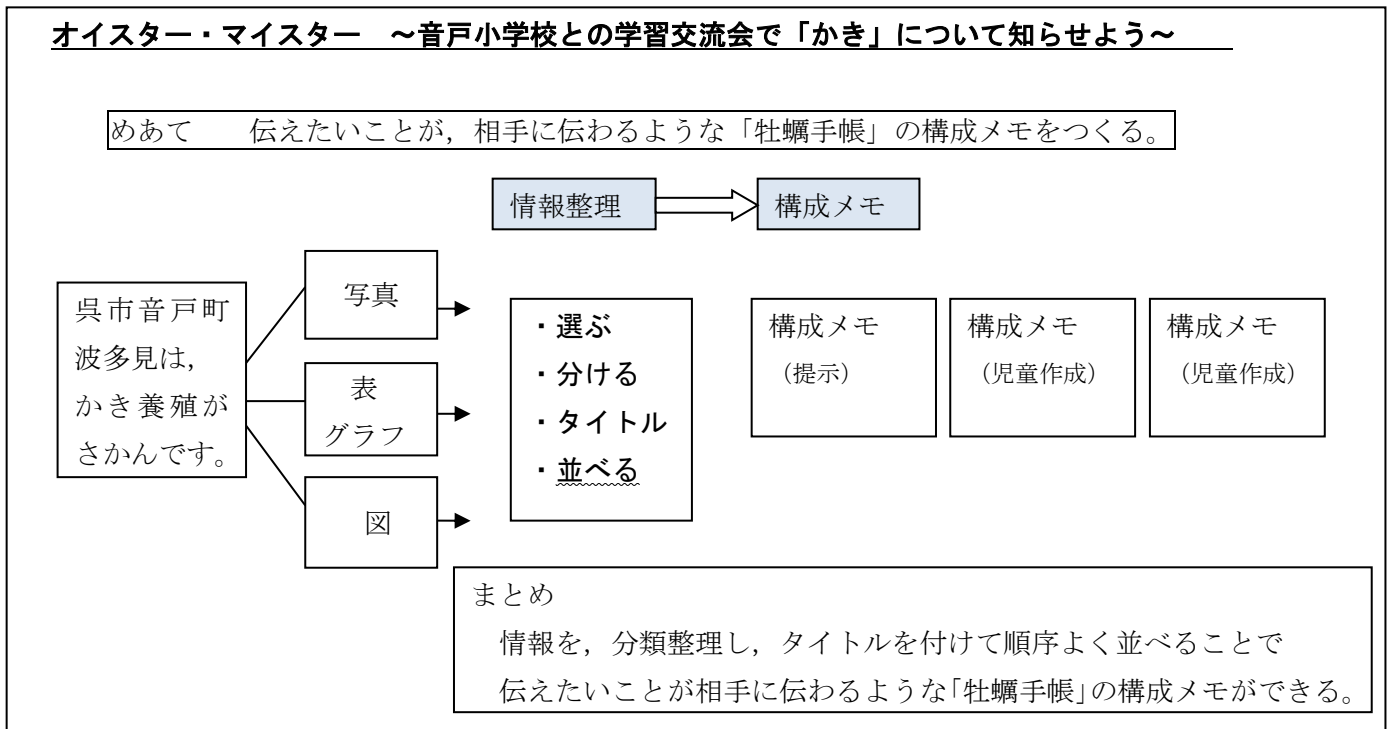 オイスター・マイスター　～音戸小学校との学習交流会で「かき」について知らせよう～
めあて　　伝えたいことが，相手に伝わるような「牡蠣手帳」の構成メモをつくる。
情報整理
構成メモ
呉市音戸町
波多見は，
かき養殖が
さかんです。
写真
表
グラフ
図
・選ぶ
・分ける
・タイトル
・並べる
構成メモ
（提示）
構成メモ
（児童作成）
構成メモ
（児童作成）
まとめ
情報を，分類整理し，タイトルを付けて順序よく並べることで
伝えたいことが相手に伝わるような「牡蠣手帳」の構成メモができる。